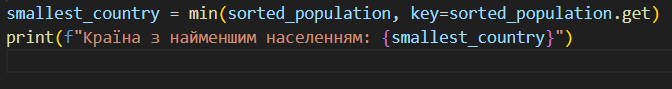 smallest_country = min(sorted_population, key=sorted_population.get)
print(f"Країна з найменшим населенням: {smallest_country}")